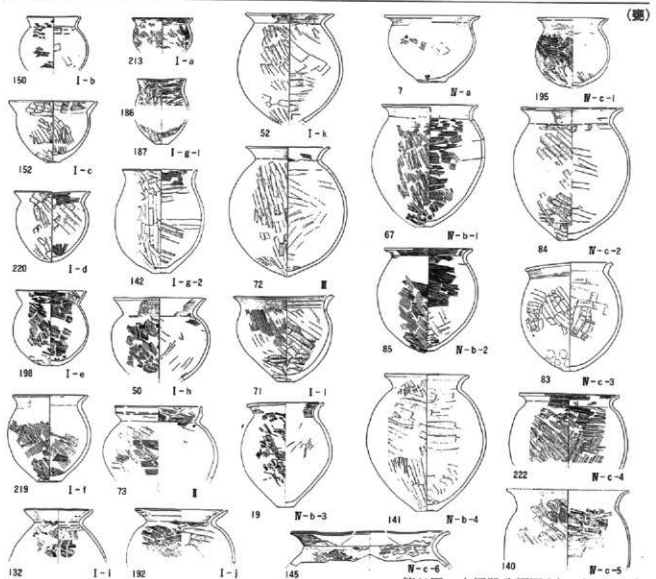 (甕)
150 I-b
213 I-a
52 I-k
7 Ⅳ-a
195 Ⅳ-c-1
152 I-c
186
187 I-g-1
67 Ⅳ-b-1
84 Ⅳ-c-2
220 I-d
142 I-g-2
72 Ⅲ
85 Ⅳ-b-2
83 Ⅳ-c-3
198 I-e
50 I-h
71 I-l
219 I-f
73 Ⅱ
19 Ⅳ-b-3
141 Ⅳ-b-4
222 Ⅳ-c-4
132 I-i
192 I-j
145 Ⅳ-c-6
140 Ⅳ-c-5